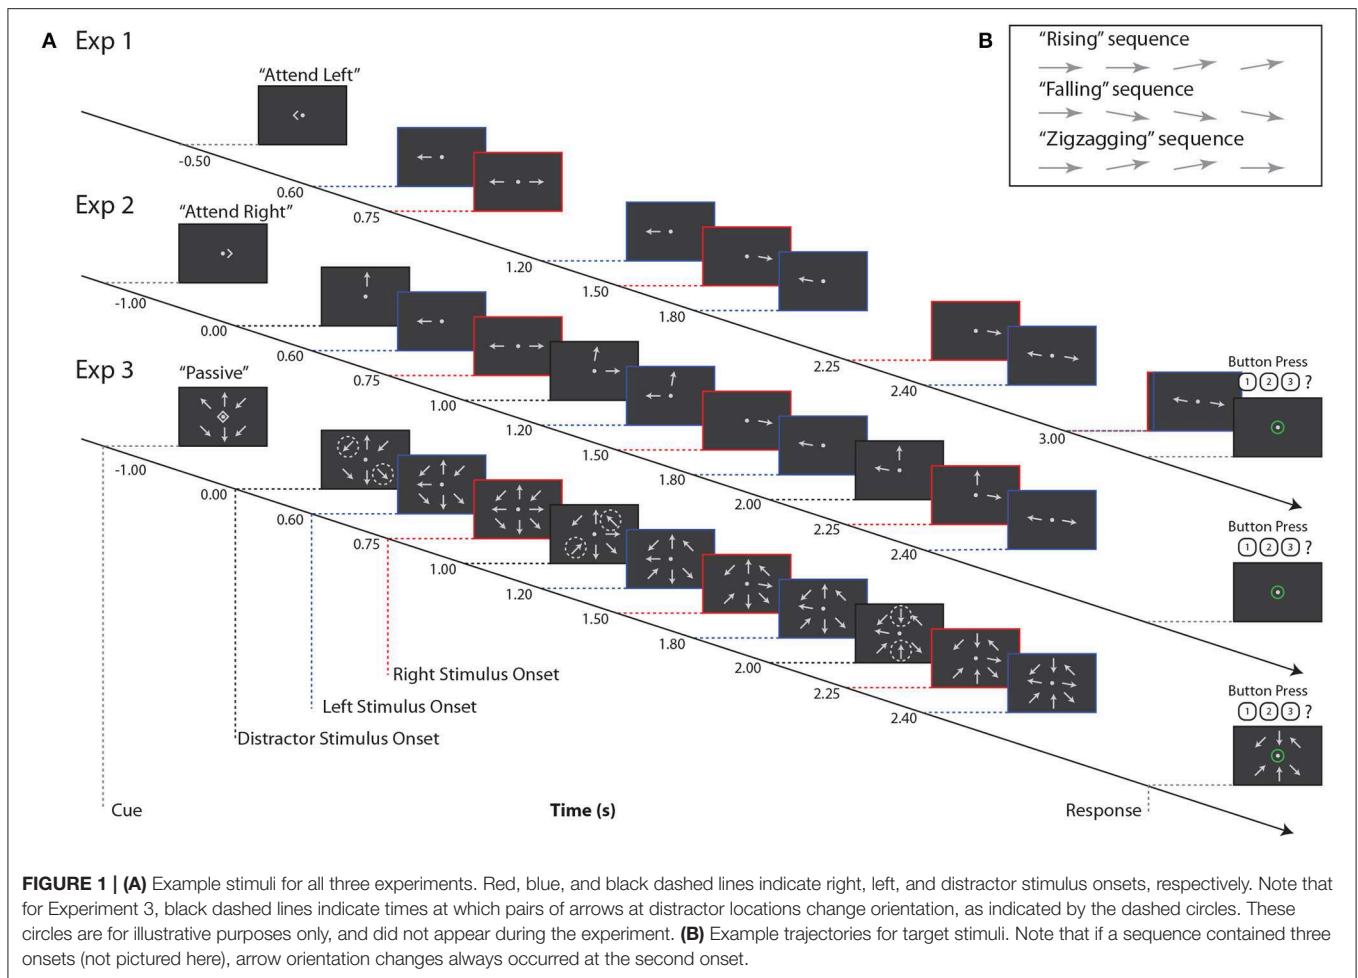 A Exp 1
"Attend Left"
-0.50
0.60
0.75
1.20
1.50
1.80
2.25
2.40
3.00
Button Press
1 2 3 ?
B
"Rising" sequence
"Falling" sequence
"Zigzagging" sequence
Exp 2
"Attend Right"
-1.00
0.00
0.60
0.75
1.00
1.20
1.50
1.80
2.00
2.25
2.40
Button Press
1 2 3 ?
Exp 3
"Passive"
-1.00
0.00
0.60
0.75
1.00
1.20
1.50
1.80
2.00
2.25
2.40
Button Press
1 2 3 ?
Right Stimulus Onset
Left Stimulus Onset
Distractor Stimulus Onset
Cue
Time (s)
Response
FIGURE 1 | (A) Example stimuli for all three experiments. Red, blue, and black dashed lines indicate right, left, and distractor stimulus onsets, respectively. Note that
for Experiment 3, black dashed lines indicate times at which pairs of arrows at distractor locations change orientation, as indicated by the dashed circles. These
circles are for illustrative purposes only, and did not appear during the experiment. (B) Example trajectories for target stimuli. Note that if a sequence contained three
onsets (not pictured here), arrow orientation changes always occurred at the second onset.